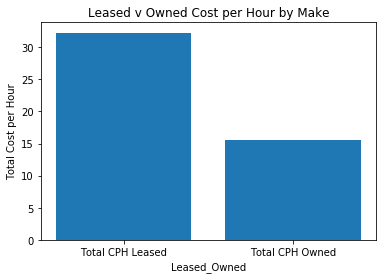 Leased v Owned Cost per Hour by Make
Total Cost per Hour
30
25
20
15
10
5
0
Total CPH Leased
Total CPH Owned
Leased_Owned